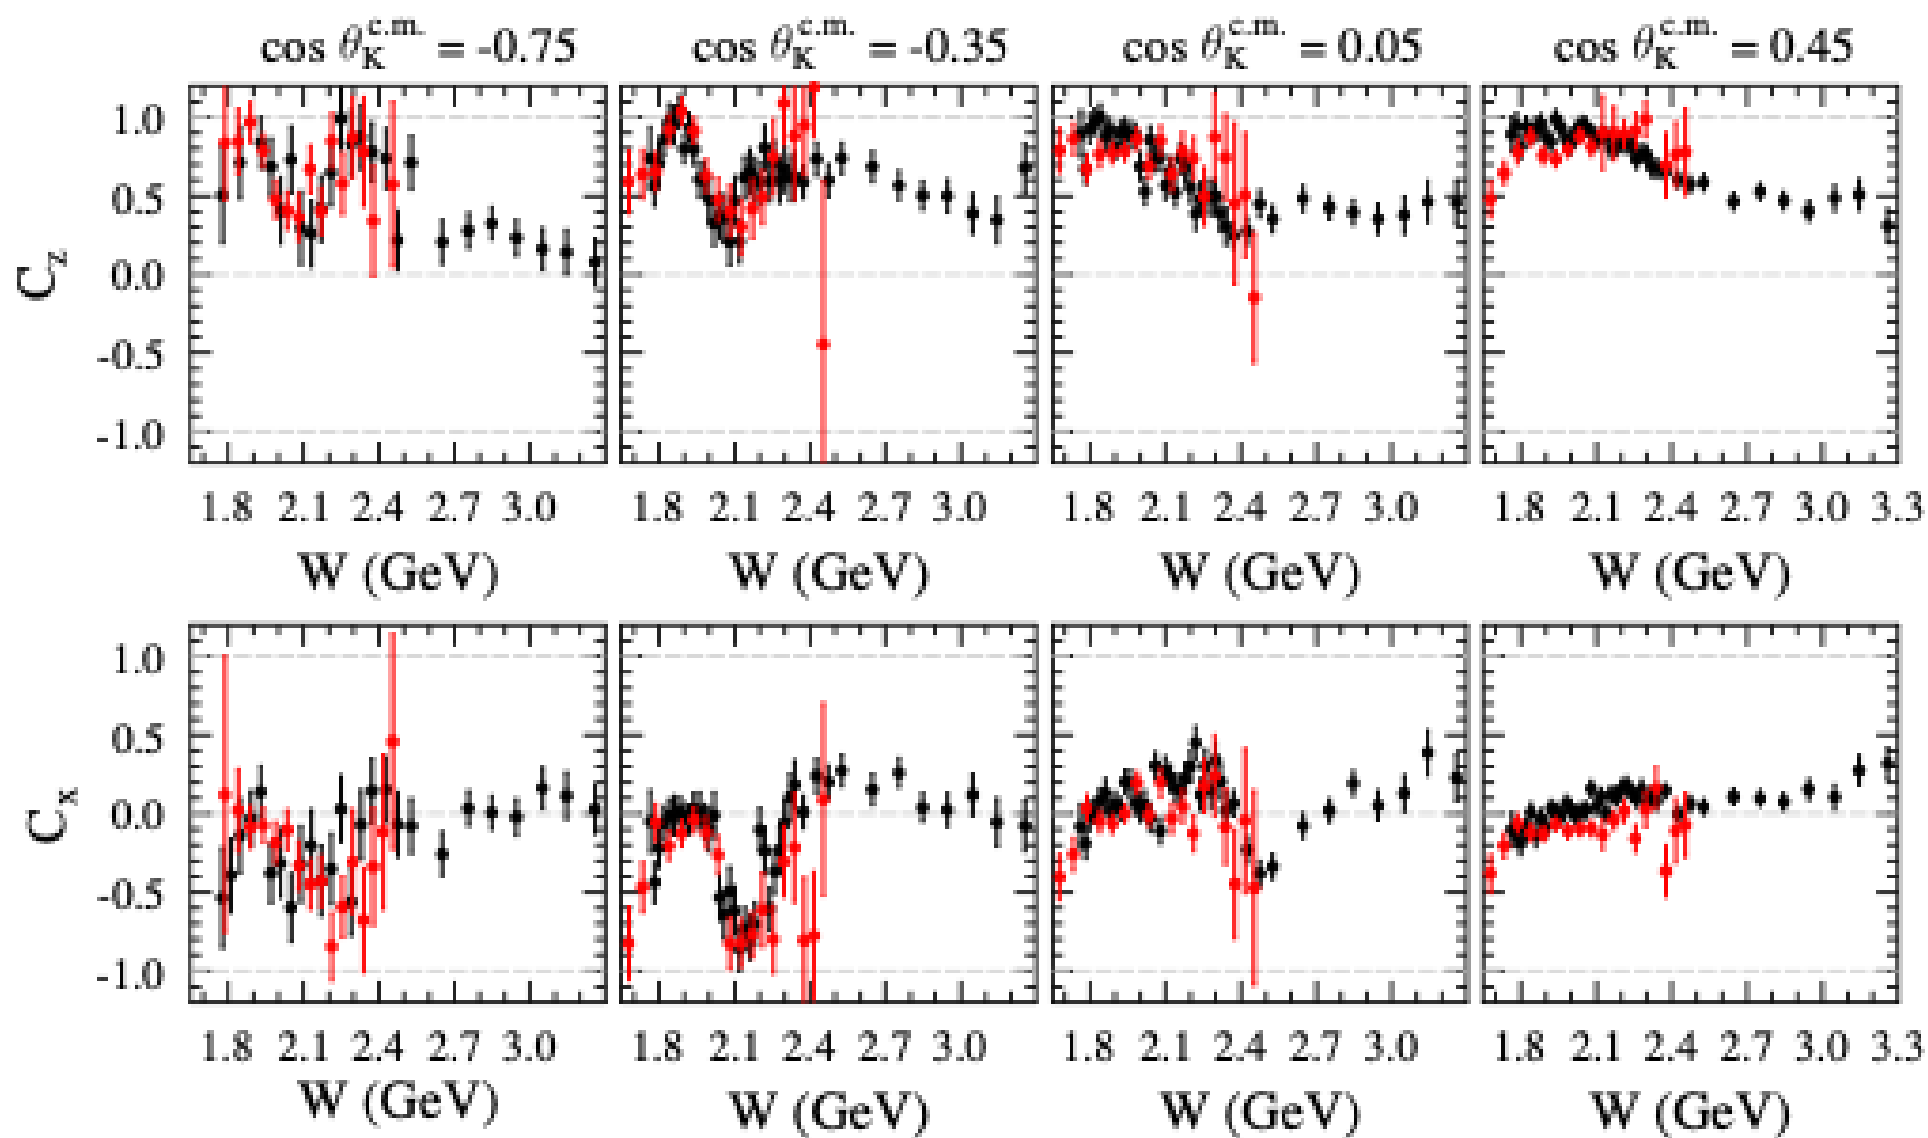 cos θ_K^{c.m.} = -0.75 cos θ_K^{c.m.} = -0.35 cos θ_K^{c.m.} = 0.05 cos θ_K^{c.m.} = 0.45
C_z
1.0
0.5
0.0
-0.5
-1.0
1.8 2.1 2.4 2.7 3.0 1.8 2.1 2.4 2.7 3.0 1.8 2.1 2.4 2.7 3.0 1.8 2.1 2.4 2.7 3.0 3.3
W (GeV) W (GeV) W (GeV) W (GeV)
C_x
1.0
0.5
0.0
-0.5
-1.0
1.8 2.1 2.4 2.7 3.0 1.8 2.1 2.4 2.7 3.0 1.8 2.1 2.4 2.7 3.0 1.8 2.1 2.4 2.7 3.0 3.3
W (GeV) W (GeV) W (GeV) W (GeV)